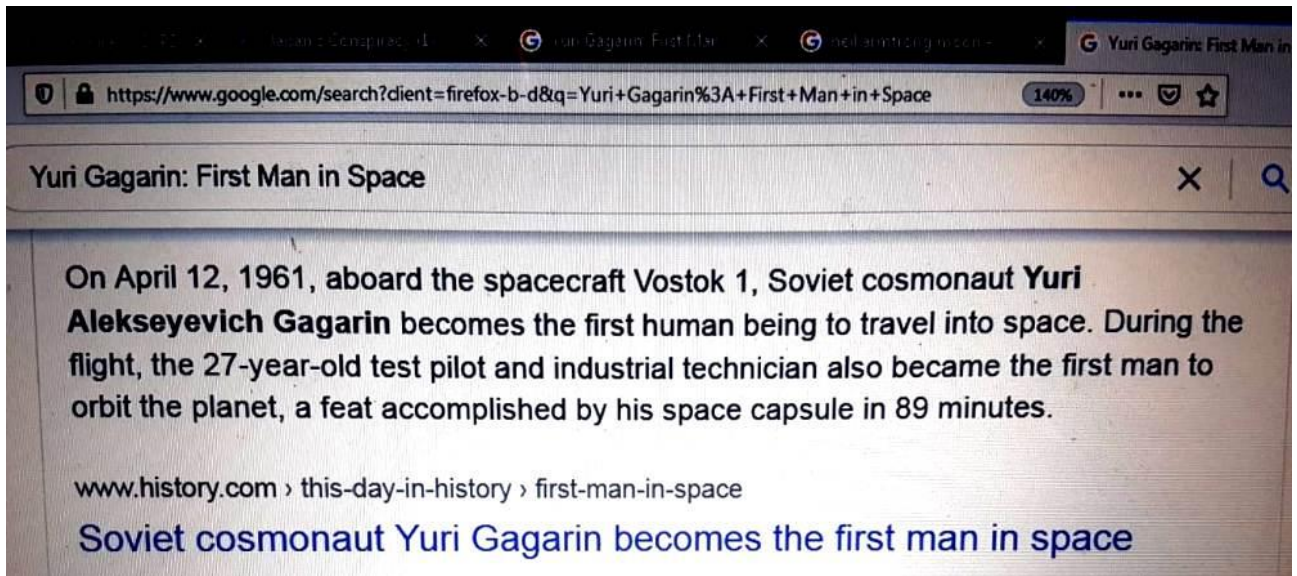 Yuri Gagarin: First Man in
https://www.google.com/search?client=firefox-b-d&q=Yuri+Gagarin%3A+First+Man+in+Space 140%
Yuri Gagarin: First Man in Space
On April 12, 1961, aboard the spacecraft Vostok 1, Soviet cosmonaut Yuri
Alekseyevich Gagarin becomes the first human being to travel into space. During the
flight, the 27-year-old test pilot and industrial technician also became the first man to
orbit the planet, a feat accomplished by his space capsule in 89 minutes.
www.history.com › this-day-in-history › first-man-in-space
Soviet cosmonaut Yuri Gagarin becomes the first man in space